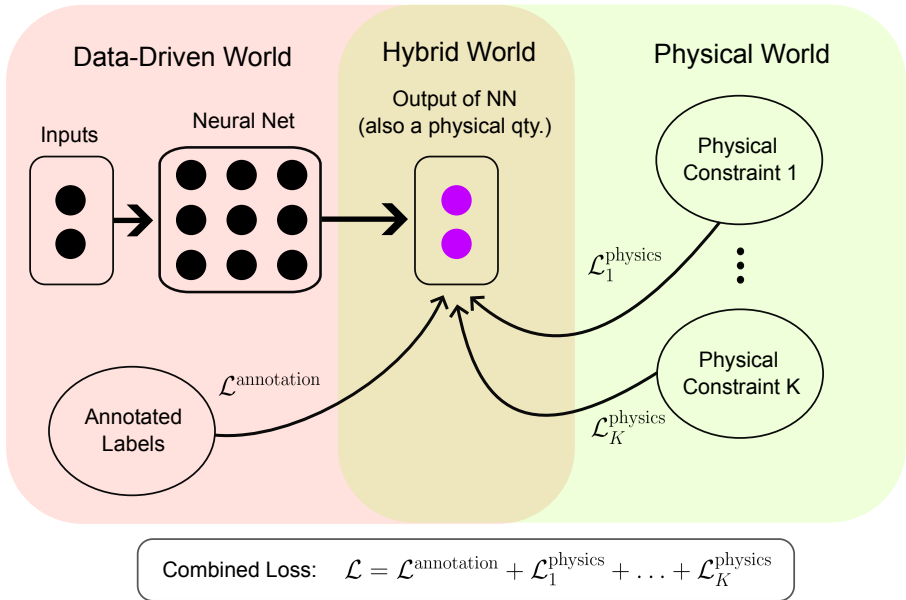 Data-Driven World
Hybrid World
Physical World
Inputs
Neural Net
Output of NN
(also a physical qty.)
Physical
Constraint 1
ℒ₁^physics
Physical
Constraint K
ℒ^annotation
ℒ_K^physics
Annotated
Labels
Combined Loss: ℒ = ℒ^annotation + ℒ₁^physics + … + ℒ_K^physics